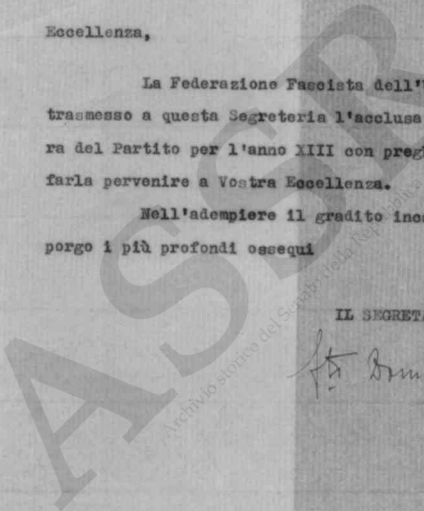 Eccellenza,
La Federazione Fascista dell'
trasmesso a questa Segreteria l'acclusa
ra del Partito per l'anno XIII con preg
farla pervenire a Vostra Eccellenza.
Nell'adempiere il gradito inc
porgo i più profondi ossequi
IL SEGRETA
ASSR
Archivio storico del Senato della Repubblica